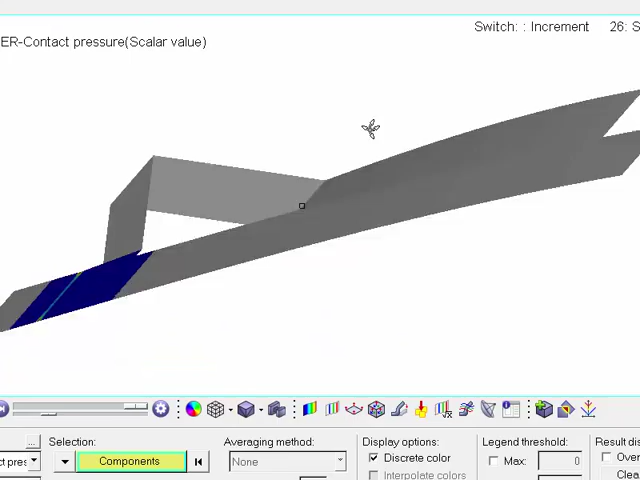 Switch: : Increment 26: S
ER-Contact pressure(Scalar value)
Selection:
Averaging method:
Display options:
Legend threshold:
Result dis
...
ct pres
Components
None
Discrete color
Max:
0
Over
Interpolate colors
Clea